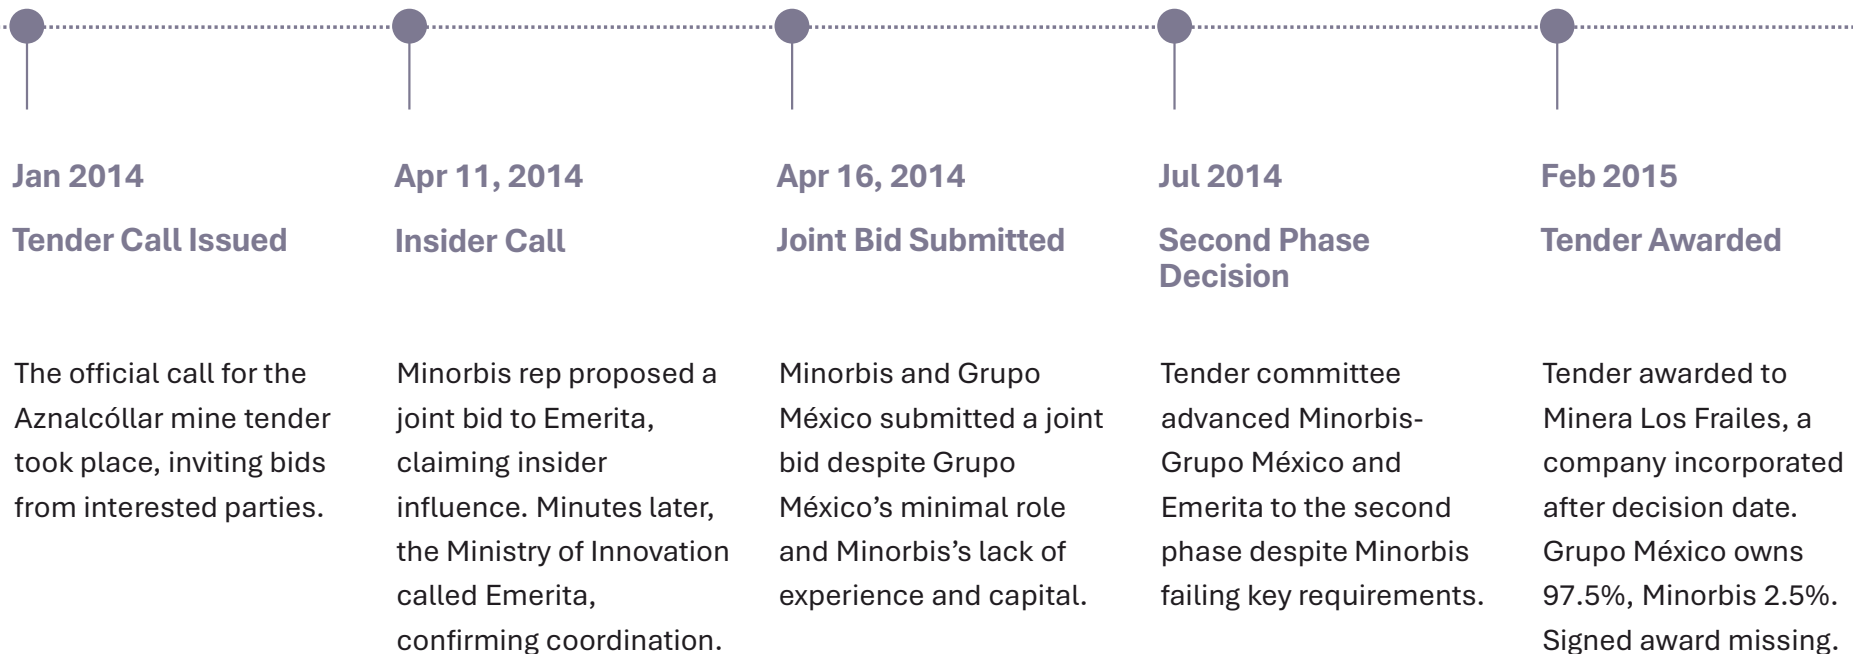 Jan 2014
Tender Call Issued
The official call for the
Aznalcóllar mine tender
took place, inviting bids
from interested parties.
Apr 11, 2014
Insider Call
Minorbis rep proposed a
joint bid to Emerita,
claiming insider
influence. Minutes later,
the Ministry of Innovation
called Emerita,
confirming coordination.
Apr 16, 2014
Joint Bid Submitted
Minorbis and Grupo
México submitted a joint
bid despite Grupo
México’s minimal role
and Minorbis’s lack of
experience and capital.
Jul 2014
Second Phase
Decision
Tender committee
advanced Minorbis-
Grupo México and
Emerita to the second
phase despite Minorbis
failing key requirements.
Feb 2015
Tender Awarded
Tender awarded to
Minera Los Frailes, a
company incorporated
after decision date.
Grupo México owns
97.5%, Minorbis 2.5%.
Signed award missing.